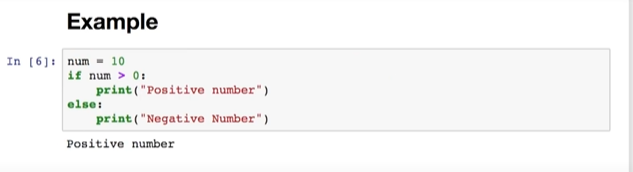 Example
In [6]: num = 10
if num > 0:
    print("Positive number")
else:
    print("Negative Number")
Positive number